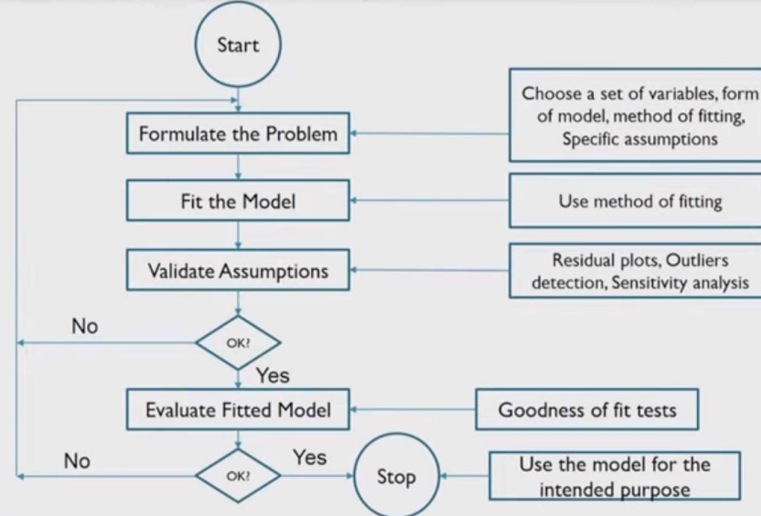 Start
Choose a set of variables, form
of model, method of fitting,
Specific assumptions
Formulate the Problem
Fit the Model
Use method of fitting
Validate Assumptions
Residual plots, Outliers
detection, Sensitivity analysis
No
OK?
Yes
Evaluate Fitted Model
Goodness of fit tests
No
OK?
Yes
Stop
Use the model for the
intended purpose